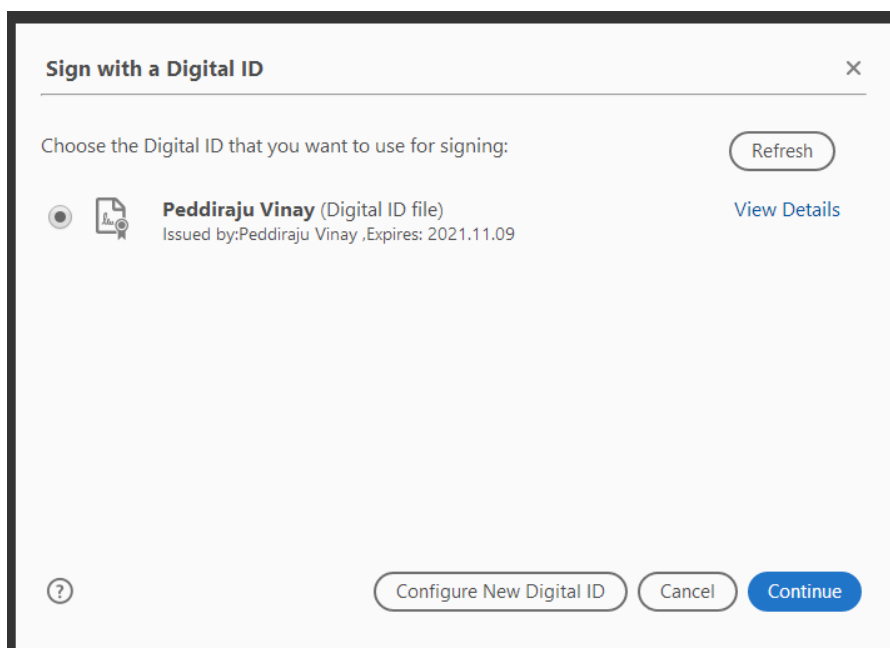 Sign with a Digital ID
Choose the Digital ID that you want to use for signing:
Refresh
Peddiraju Vinay (Digital ID file)
View Details
Issued by:Peddiraju Vinay ,Expires: 2021.11.09
?
Configure New Digital ID
Cancel
Continue